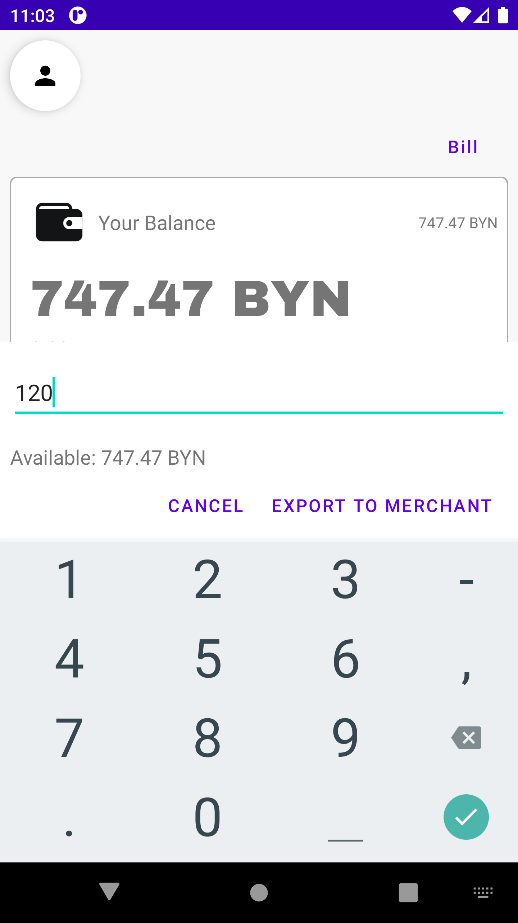 11:03
Bill
Your Balance 747.47 BYN
747.47 BYN
120
Available: 747.47 BYN
CANCEL EXPORT TO MERCHANT
1 2 3 -
4 5 6 ,
7 8 9
. 0 _